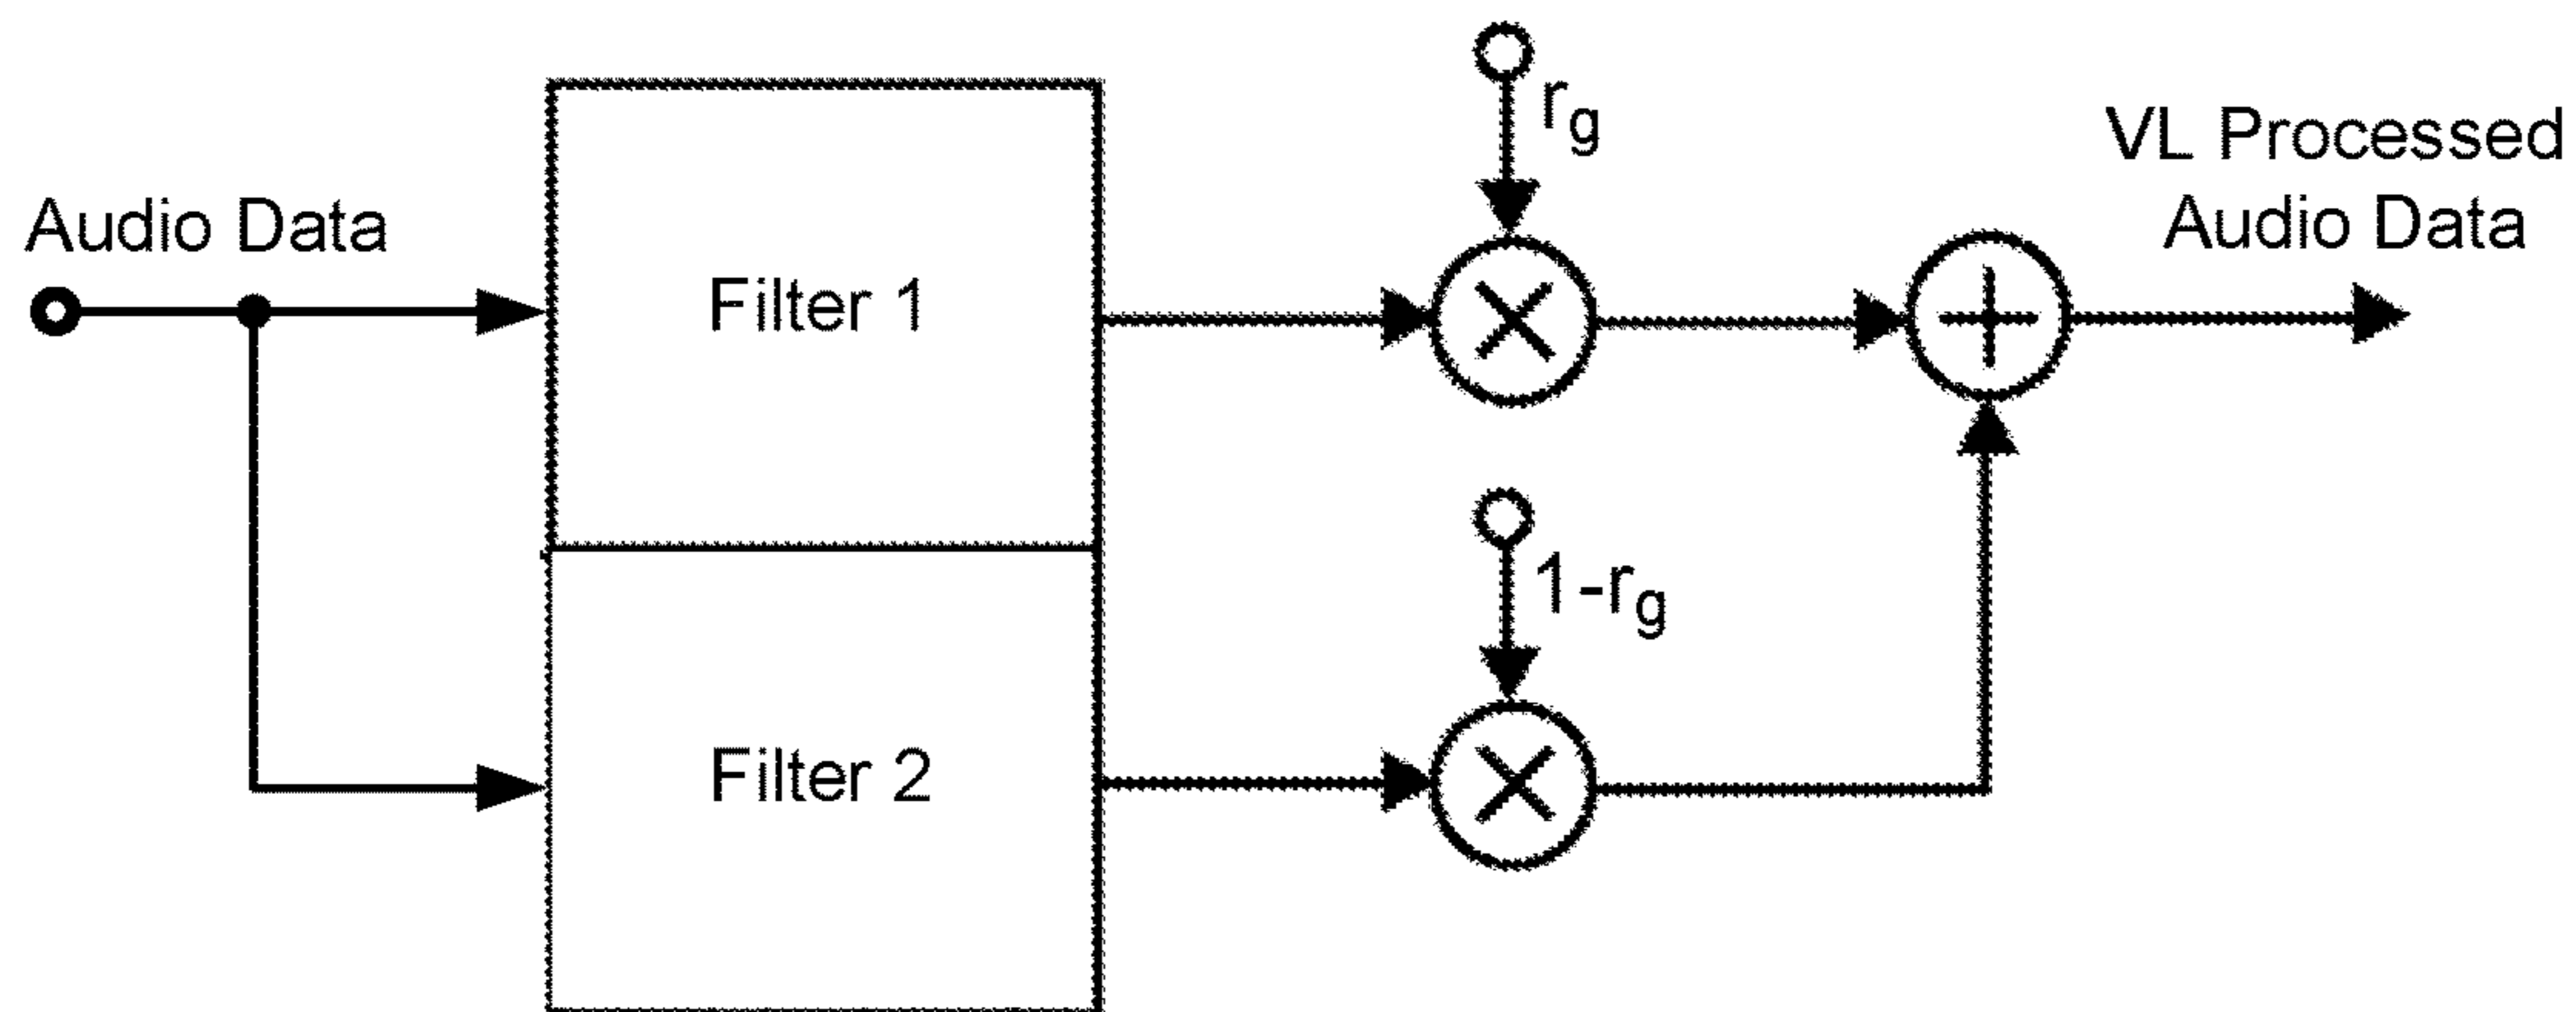 Audio Data
Filter 1
r_g
VL Processed
Audio Data
Filter 2
1-r_g